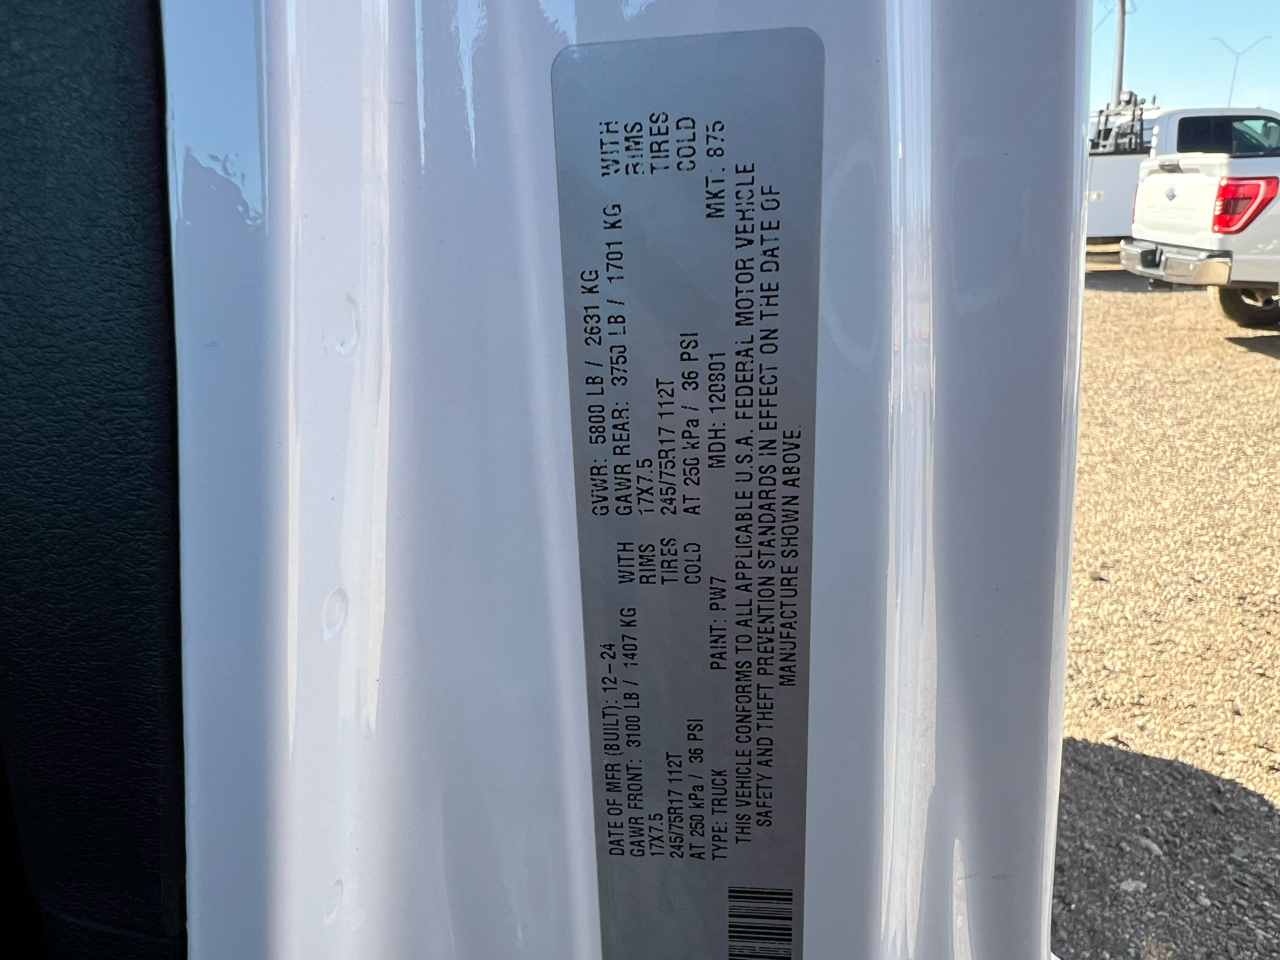 DATE OF MFR (BUILT): 12-24 GVWR: 5800 LB / 2631 KG
GAWR FRONT: 3100 LB / 1407 KG WITH GAWR REAR: 3750 LB / 1701 KG WITH
17X7.5 RIMS 17X7.5 RIMS
245/75R17 112T TIRES 245/75R17 112T TIRES
AT 250 kPa / 36 PSI COLD AT 250 kPa / 36 PSI COLD
TYPE: TRUCK PAINT: PW7 MDH: 120801 MKT: 875
THIS VEHICLE CONFORMS TO ALL APPLICABLE U.S.A. FEDERAL MOTOR VEHICLE
SAFETY AND THEFT PREVENTION STANDARDS IN EFFECT ON THE DATE OF
MANUFACTURE SHOWN ABOVE.